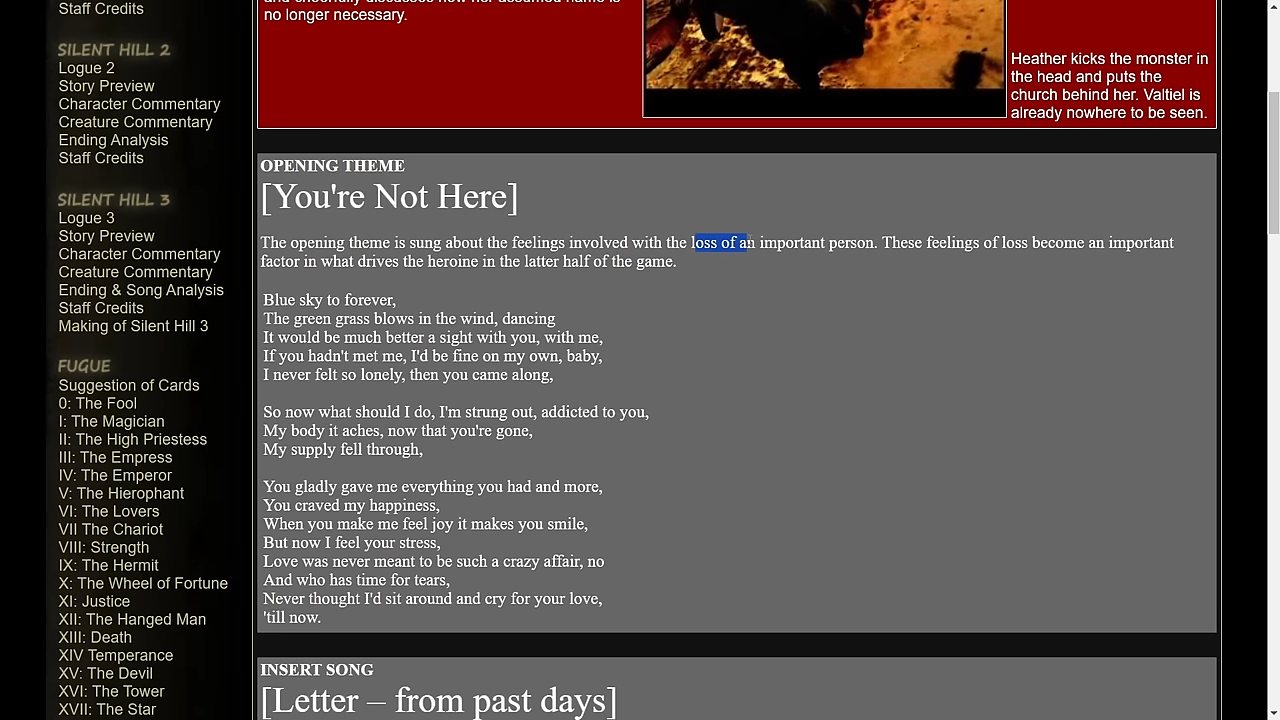 Staff Credits
SILENT HILL 2
Logue 2
Story Preview
Character Commentary
Creature Commentary
Ending Analysis
Staff Credits
SILENT HILL 3
Logue 3
Story Preview
Character Commentary
Creature Commentary
Ending & Song Analysis
Staff Credits
Making of Silent Hill 3
FUGUE
Suggestion of Cards
0: The Fool
I: The Magician
II: The High Priestess
III: The Empress
IV: The Emperor
V: The Hierophant
VI: The Lovers
VII The Chariot
VIII: Strength
IX: The Hermit
X: The Wheel of Fortune
XI: Justice
XII: The Hanged Man
XIII: Death
XIV Temperance
XV: The Devil
XVI: The Tower
XVII: The Star
no longer necessary.
Heather kicks the monster in
the head and puts the
church behind her. Valtiel is
already nowhere to be seen.
OPENING THEME
[You're Not Here]
The opening theme is sung about the feelings involved with the loss of an important person. These feelings of loss become an important
factor in what drives the heroine in the latter half of the game.
Blue sky to forever,
The green grass blows in the wind, dancing
It would be much better a sight with you, with me,
If you hadn't met me, I'd be fine on my own, baby,
I never felt so lonely, then you came along,
So now what should I do, I'm strung out, addicted to you,
My body it aches, now that you're gone,
My supply fell through,
You gladly gave me everything you had and more,
You craved my happiness,
When you make me feel joy it makes you smile,
But now I feel your stress,
Love was never meant to be such a crazy affair, no
And who has time for tears,
Never thought I'd sit around and cry for your love,
'till now.
INSERT SONG
[Letter – from past days]